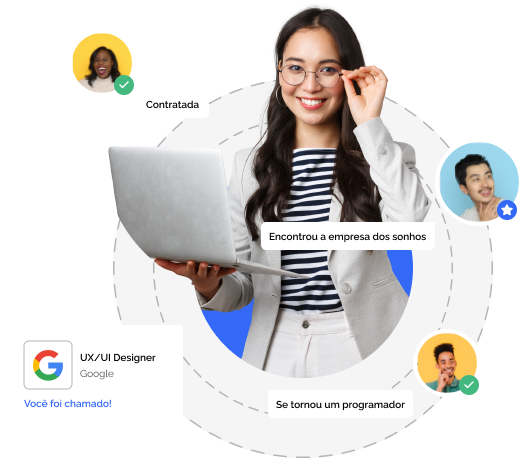 Contratada
Encontrou a empresa dos sonhos
UX/UI Designer
Google
Você foi chamado!
Se tornou um programador